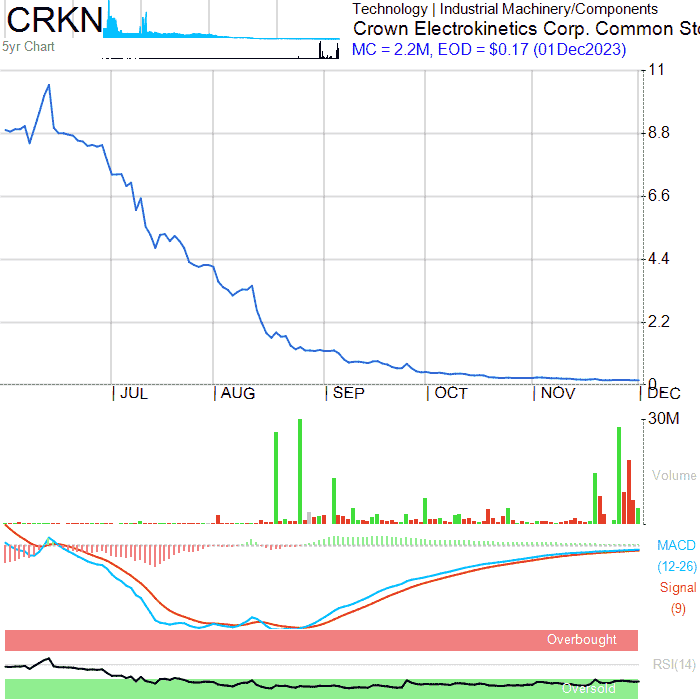 CRKN
5yr Chart
Technology | Industrial Machinery/Components
Crown Electrokinetics Corp. Common Sto
MC = 2.2M, EOD = $0.17 (01Dec2023)
11
8.8
6.6
4.4
2.2
0
JUL AUG SEP OCT NOV DEC
30M
Volume
MACD
(12-26)
Signal
(9)
Overbought
RSI(14)
Oversold